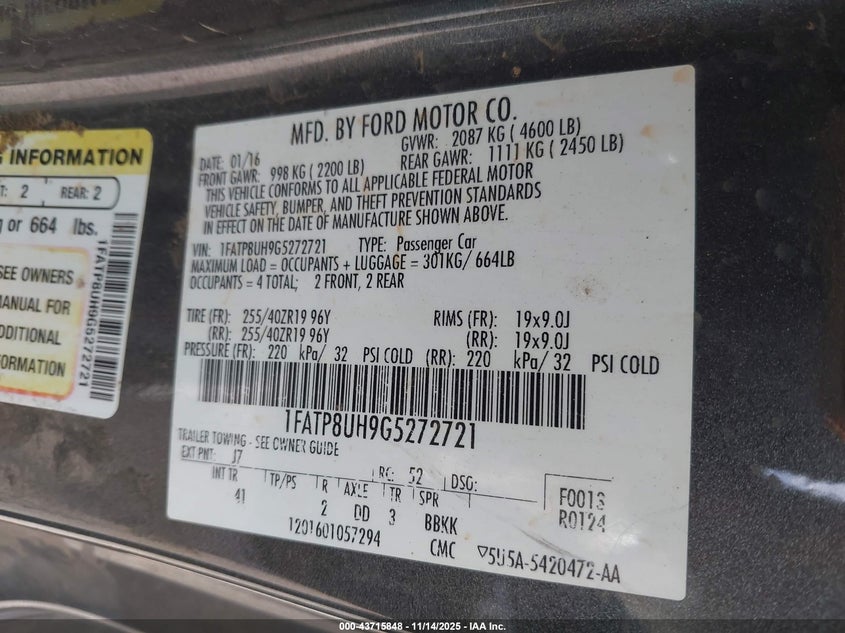 G INFORMATION
T: 2 REAR: 2
g or 664 lbs.
SEE OWNERS
MANUAL FOR
ADDITIONAL
INFORMATION
1FATP8UH9G5272721
MFD. BY FORD MOTOR CO.
DATE: 01/16 GVWR: 2087 KG ( 4600 LB)
FRONT GAWR: 998 KG ( 2200 LB) REAR GAWR: 1111 KG ( 2450 LB)
THIS VEHICLE CONFORMS TO ALL APPLICABLE FEDERAL MOTOR
VEHICLE SAFETY, BUMPER, AND THEFT PREVENTION STANDARDS
IN EFFECT ON THE DATE OF MANUFACTURE SHOWN ABOVE.
VIN: 1FATP8UH9G5272721 TYPE: Passenger Car
MAXIMUM LOAD = OCCUPANTS + LUGGAGE = 301KG/ 664LB
OCCUPANTS = 4 TOTAL; 2 FRONT, 2 REAR
TIRE (FR): 255/40ZR19 96Y RIMS (FR): 19x9.0J
(RR): 255/40ZR19 96Y (RR): 19x9.0J
PRESSURE (FR): 220 kPa/ 32 PSI COLD (RR): 220 kPa/ 32 PSI COLD
1FATP8UH9G5272721
TRAILER TOWING - SEE OWNER GUIDE
EXT PNT: J7 RC: 52 DSG:
INT TR TP/PS R AXLE TR SPR
41 2 DD 3 BBKK
F0013
R0124
1201601057294 CMC 5U5A-5420472-AA
000-43715848 | 11/14/2025 - IAA Inc.